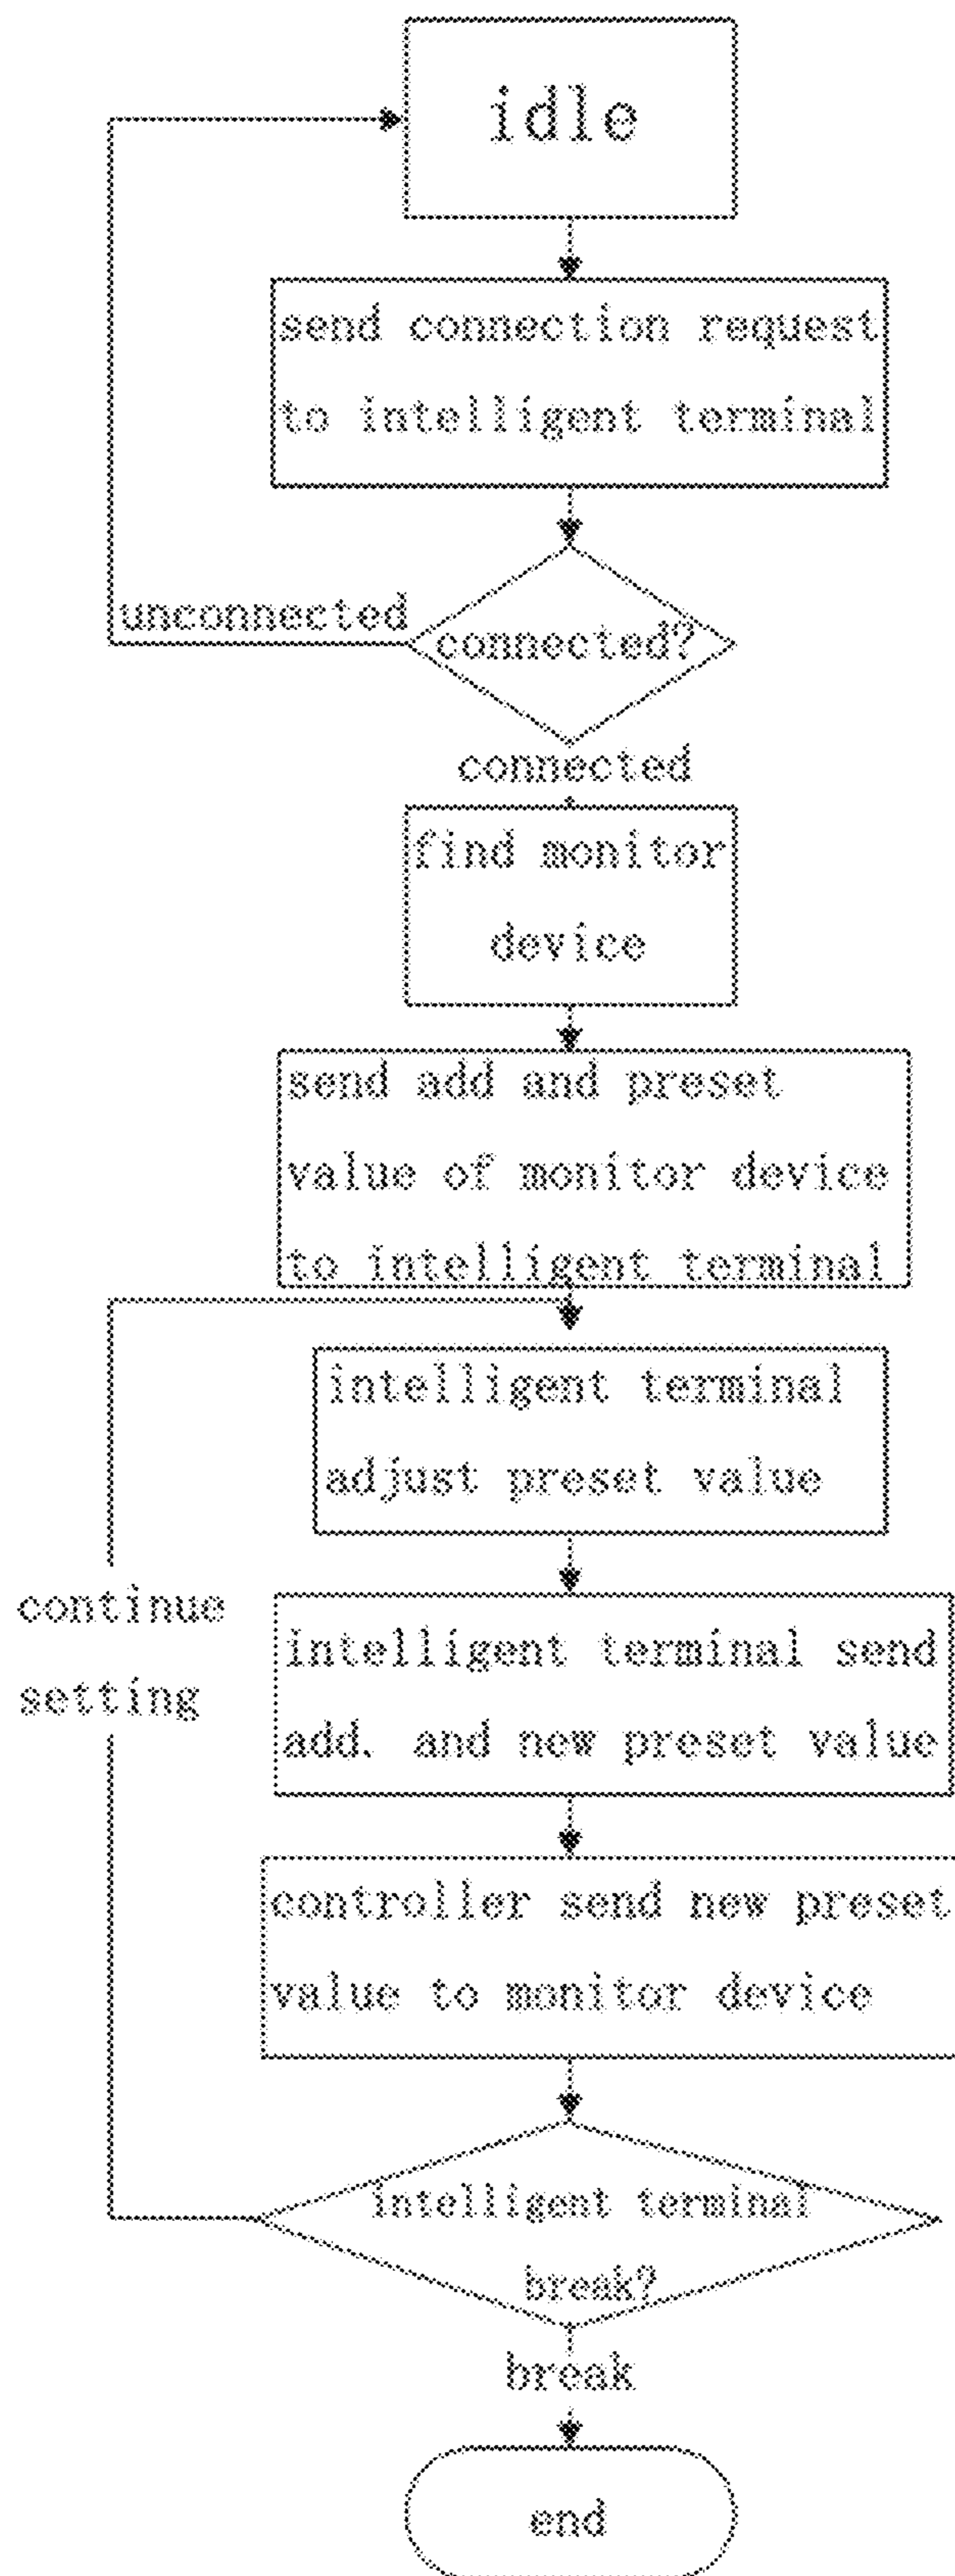 idle
send connection request
to intelligent terminal
unconnected
connected?
connected
find monitor
device
send add and preset
value of monitor device
to intelligent terminal
intelligent terminal
adjust preset value
continue
setting
intelligent terminal send
add. and new preset value
controller send new preset
value to monitor device
intelligent terminal
break?
break
end